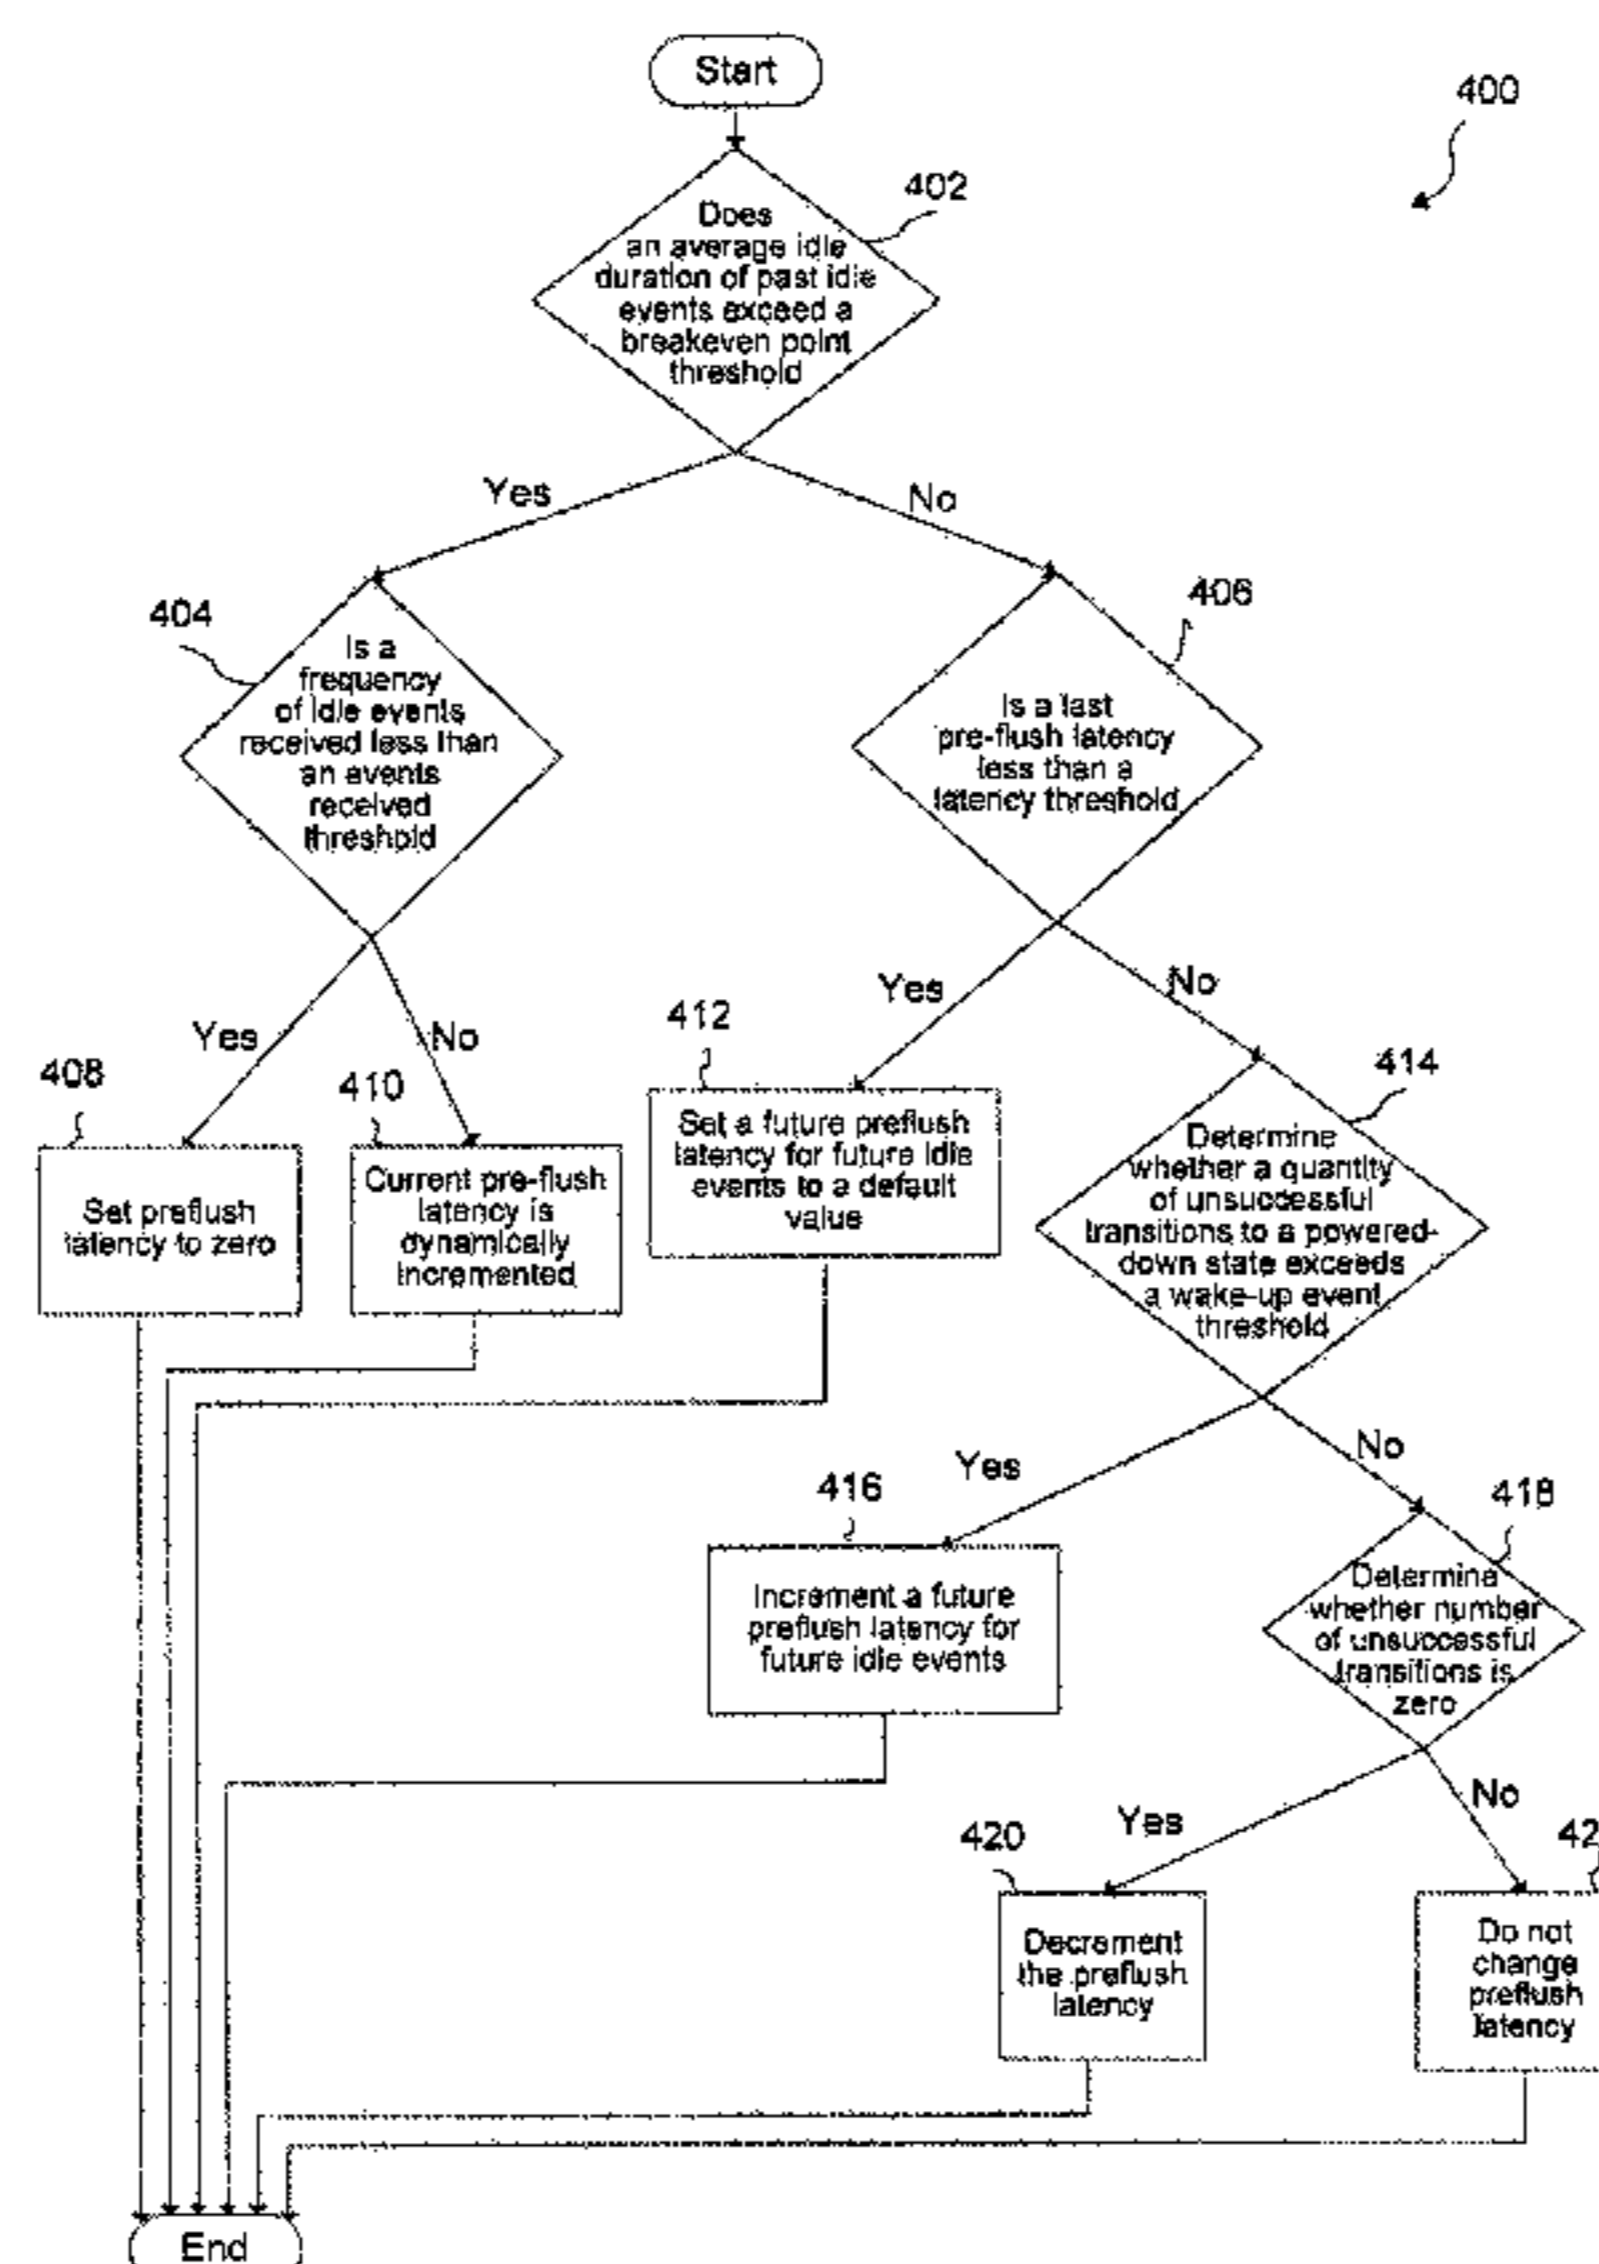 Start
400
402
Does
an average idle
duration of past idle
events exceed a
breakeven point
threshold
Yes
No
404
406
Is a
frequency
of idle events
received less than
an events
received
threshold
Is a last
pre-flush latency
less than a
latency threshold
Yes
No
Yes
No
408
410
412
414
Set preflush
latency to zero
Current pre-flush
latency is
dynamically
incremented
Set a future preflush
latency for future idle
events to a default
value
Determine
whether a quantity
of unsuccessful
transitions to a powered-
down state exceeds
a wake-up event
threshold
Yes
No
416
418
Increment a future
preflush latency for
future idle events
Determine
whether number
of unsuccessful
transitions is
zero
Yes
No
420
42
Decrement
the preflush
latency
Do not
change
preflush
latency
End